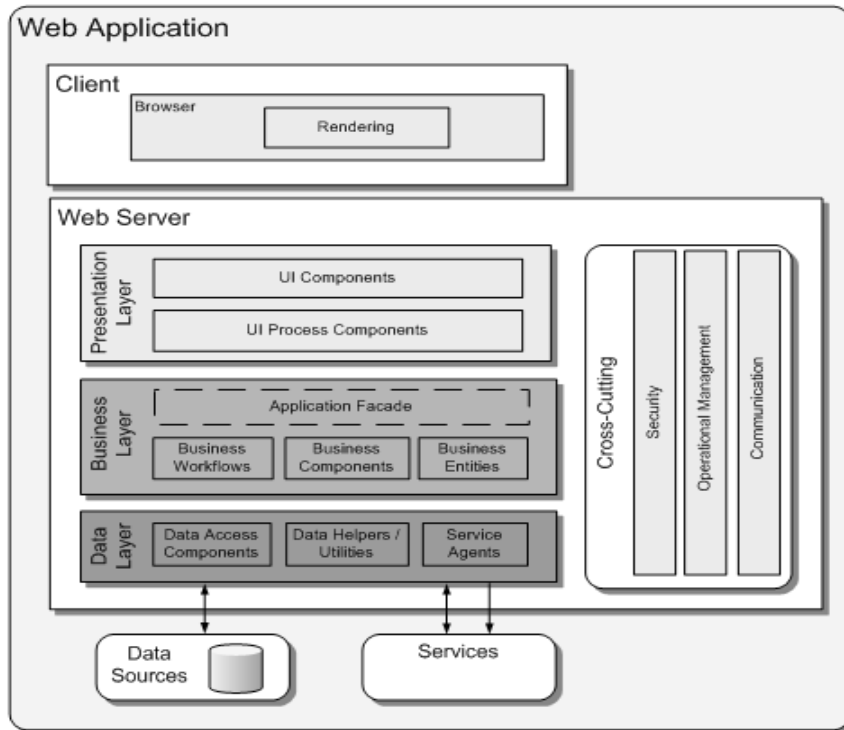 Web Application
Client
Browser
Rendering
Web Server
Presentation
Layer
UI Components
UI Process Components
Business
Layer
Application Facade
Business
Workflows
Business
Components
Business
Entities
Data
Layer
Data Access
Components
Data Helpers /
Utilities
Service
Agents
Cross-Cutting
Security
Operational Management
Communication
Data
Sources
Services